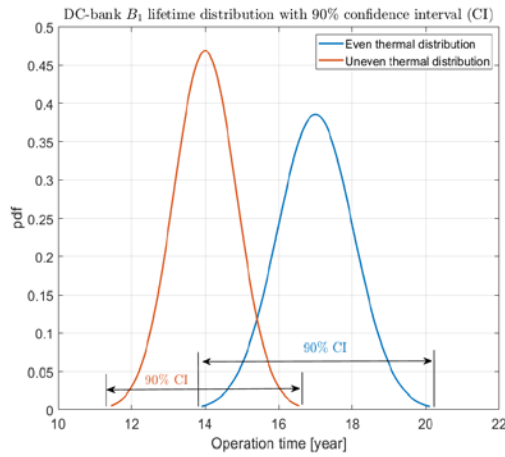 DC-bank B₁ lifetime distribution with 90% confidence interval (CI)
Even thermal distribution
Uneven thermal distribution
0.5
0.45
0.4
0.35
0.3
0.25
0.2
0.15
0.1
0.05
0
pdf
90% CI
90% CI
10
12
14
16
18
20
22
Operation time [year]